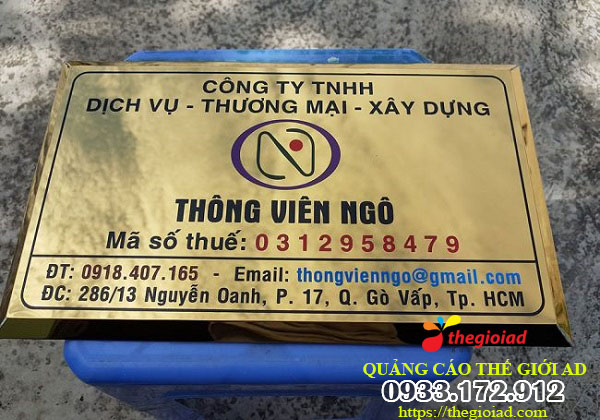 CÔNG TY TNHH
DỊCH VỤ - THƯƠNG MẠI - XÂY DỰNG
N
THÔNG VIÊN NGÔ
Mã số thuế: 0312958479
ĐT: 0918.407.165 - Email: thongvienngo@gmail.com
ĐC: 286/13 Nguyễn Oanh, P. 17, Q. Gò Vấp, Tp. HCM
thegioiad
QUẢNG CÁO THẾ GIỚI AD
0933.172.912
https://thegioiad.com